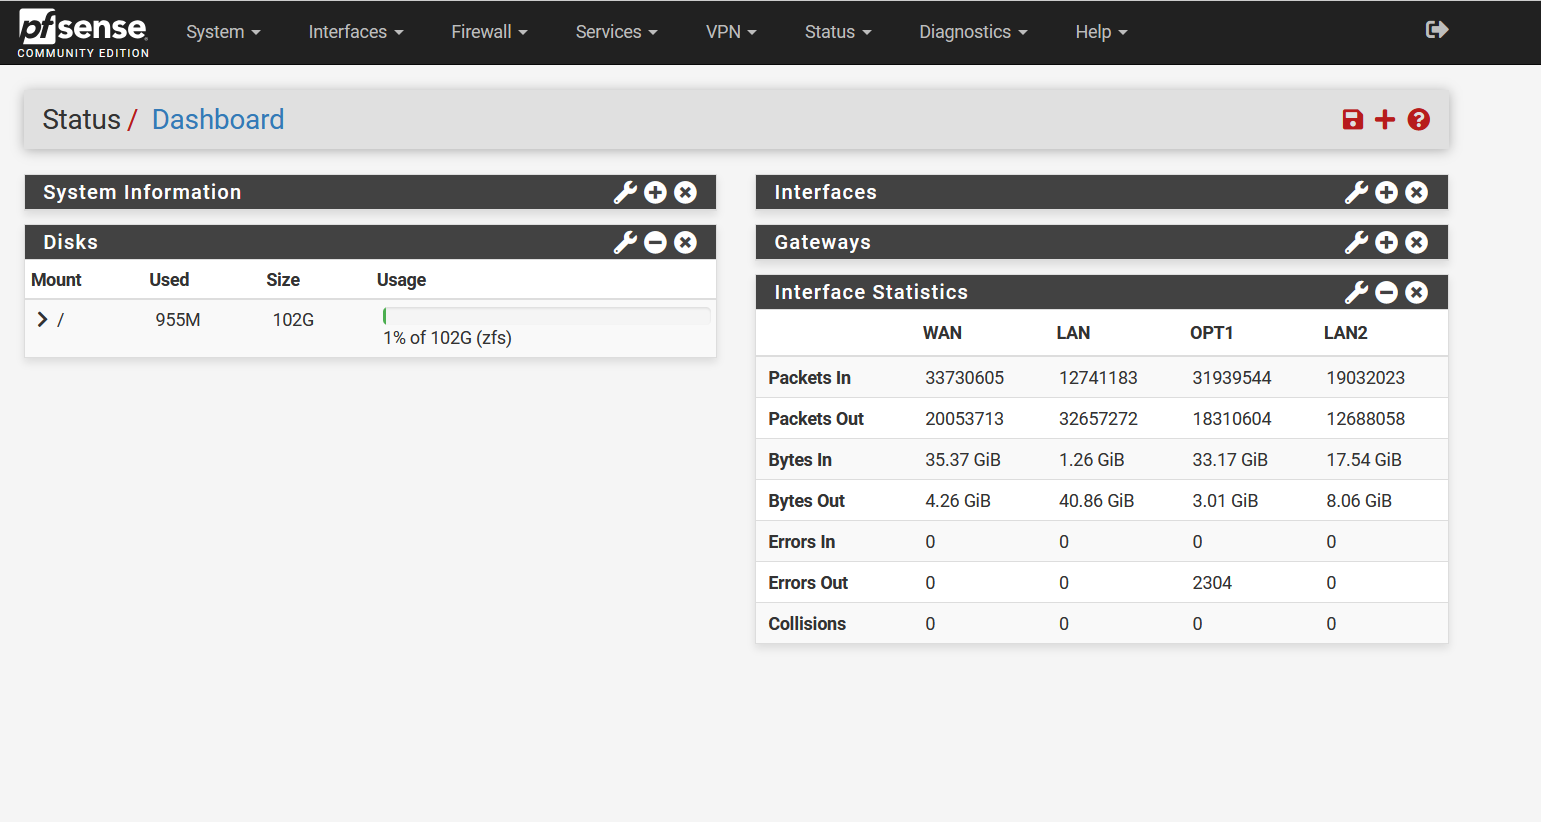 pfsense
COMMUNITY EDITION
System Interfaces Firewall Services VPN Status Diagnostics Help
Status / Dashboard
System Information
Disks
Mount Used Size Usage
/ 955M 102G
1% of 102G (zfs)
Interfaces
Gateways
Interface Statistics
WAN LAN OPT1 LAN2
Packets In 33730605 12741183 31939544 19032023
Packets Out 20053713 32657272 18310604 12688058
Bytes In 35.37 GiB 1.26 GiB 33.17 GiB 17.54 GiB
Bytes Out 4.26 GiB 40.86 GiB 3.01 GiB 8.06 GiB
Errors In 0 0 0 0
Errors Out 0 0 2304 0
Collisions 0 0 0 0